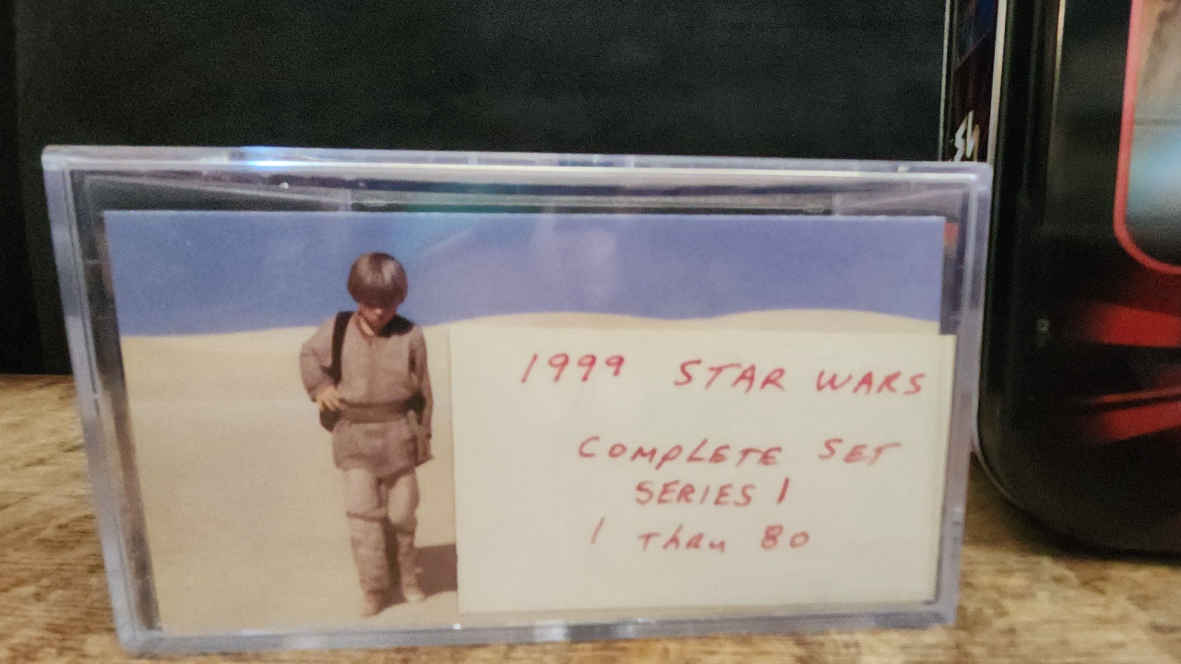 1999 STAR WARS
COMPLETE SET
SERIES 1
1 Thru 80